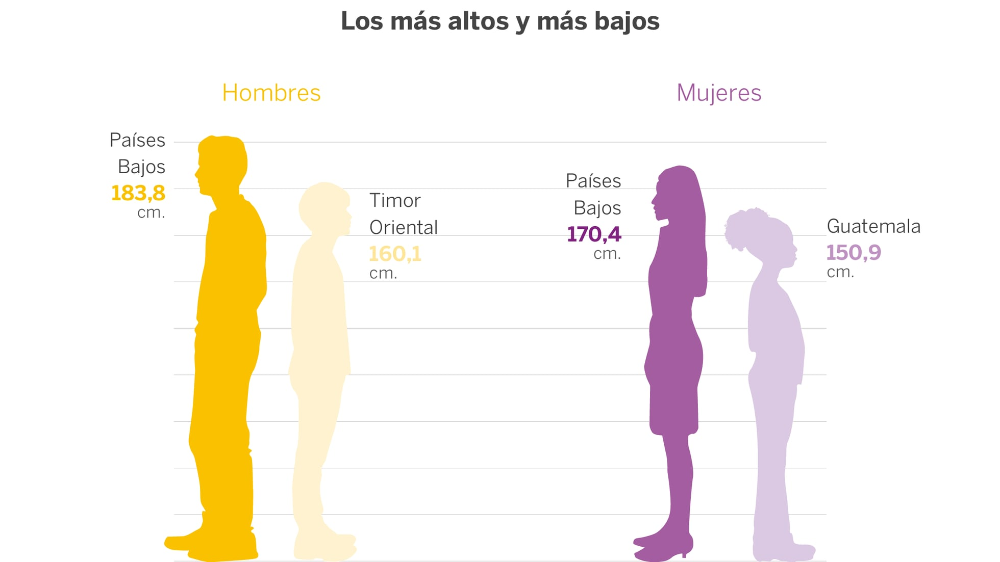 Los más altos y más bajos
Hombres
Países
Bajos
183,8
cm.
Timor
Oriental
160,1
cm.
Mujeres
Países
Bajos
170,4
cm.
Guatemala
150,9
cm.